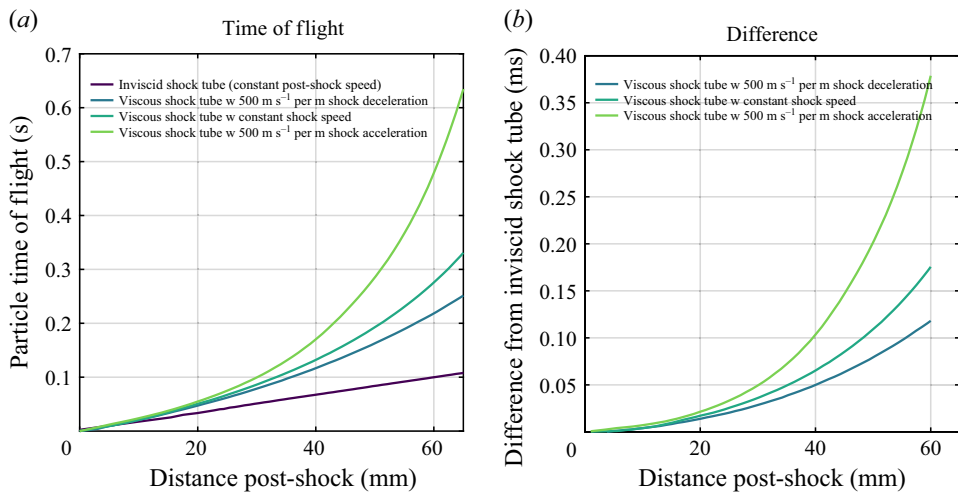 (a)
Time of flight
0.7
0.6
0.5
0.4
0.3
0.2
0.1
0
20
40
60
Particle time of flight (s)
Distance post-shock (mm)
Inviscid shock tube (constant post-shock speed)
Viscous shock tube w 500 m s⁻¹ per m shock deceleration
Viscous shock tube w constant shock speed
Viscous shock tube w 500 m s⁻¹ per m shock acceleration
(b)
Difference
0.40
0.35
0.30
0.25
0.20
0.15
0.10
0.05
0
20
40
60
Difference from inviscid shock tube (ms)
Distance post-shock (mm)
Viscous shock tube w 500 m s⁻¹ per m shock deceleration
Viscous shock tube w constant shock speed
Viscous shock tube w 500 m s⁻¹ per m shock acceleration